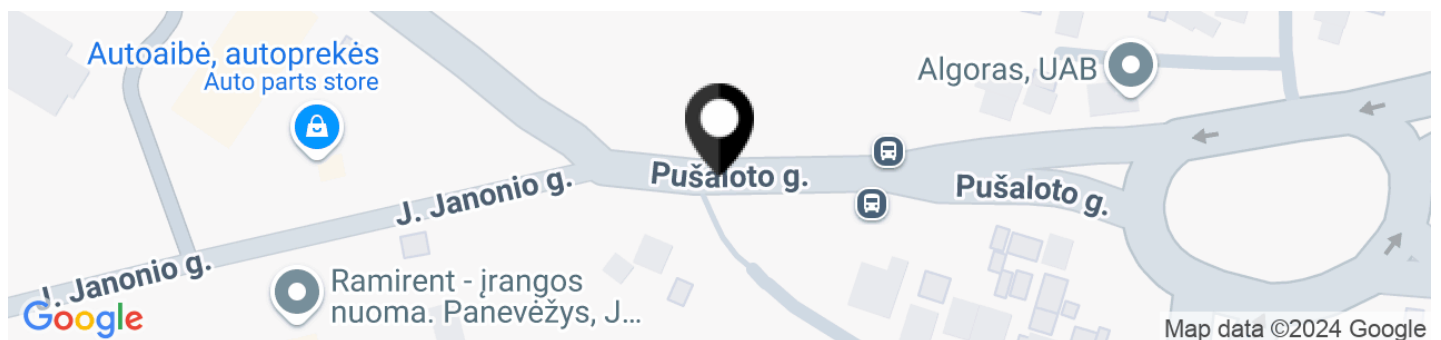 Autoaibė, autoprekės
Auto parts store
Algoras, UAB
Pušaloto g.
Pušaloto g.
J. Janonio g.
J. Janonio g.
Ramirent - įrangos
nuoma. Panevėžys, J...
Google
Map data ©2024 Google